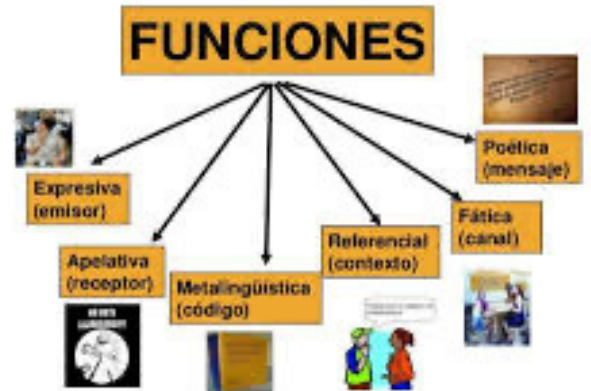 FUNCIONES
Poética
(mensaje)
Expresiva
(emisor)
Fática
(canal)
Referencial
(contexto)
Apelativa
(receptor)
Metalingüística
(código)